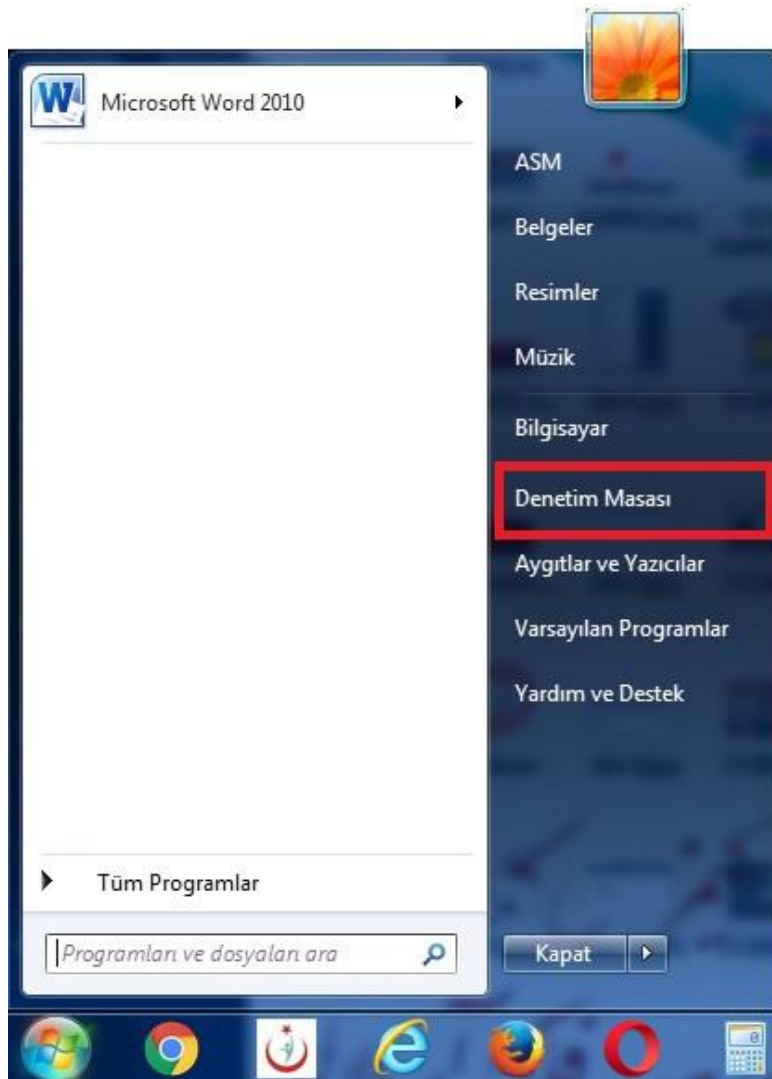 Microsoft Word 2010
ASM
Belgeler
Resimler
Müzik
Bilgisayar
Denetim Masası
Aygıtlar ve Yazıcılar
Varsayılan Programlar
Yardım ve Destek
Tüm Programlar
Programları ve dosyaları ara
Kapat